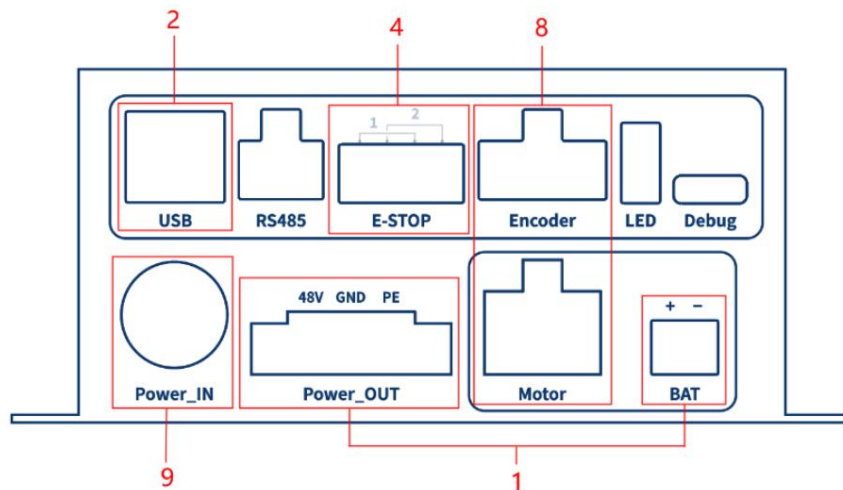 2 4 8
2
1
USB RS485 E-STOP Encoder LED Debug
48V GND PE + −
Power_IN Power_OUT Motor BAT
9 1